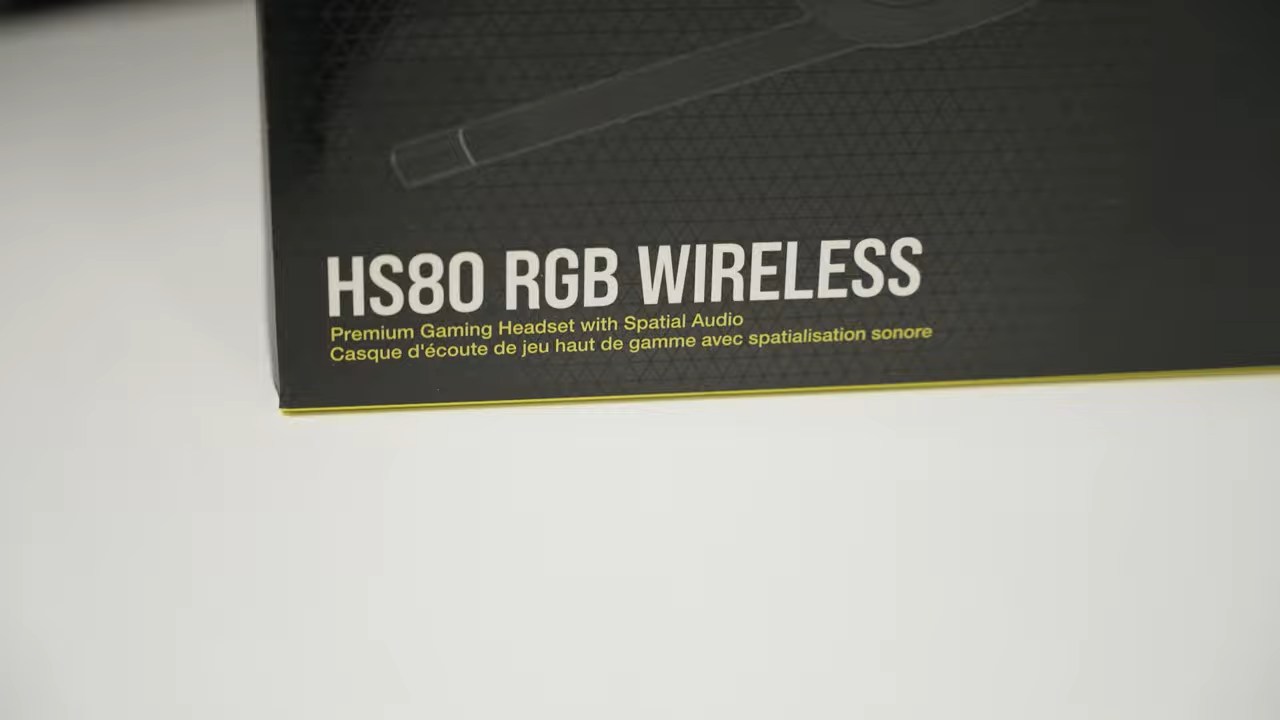 HS80 RGB WIRELESS
Premium Gaming Headset with Spatial Audio
Casque d'écoute de jeu haut de gamme avec spatialisation sonore